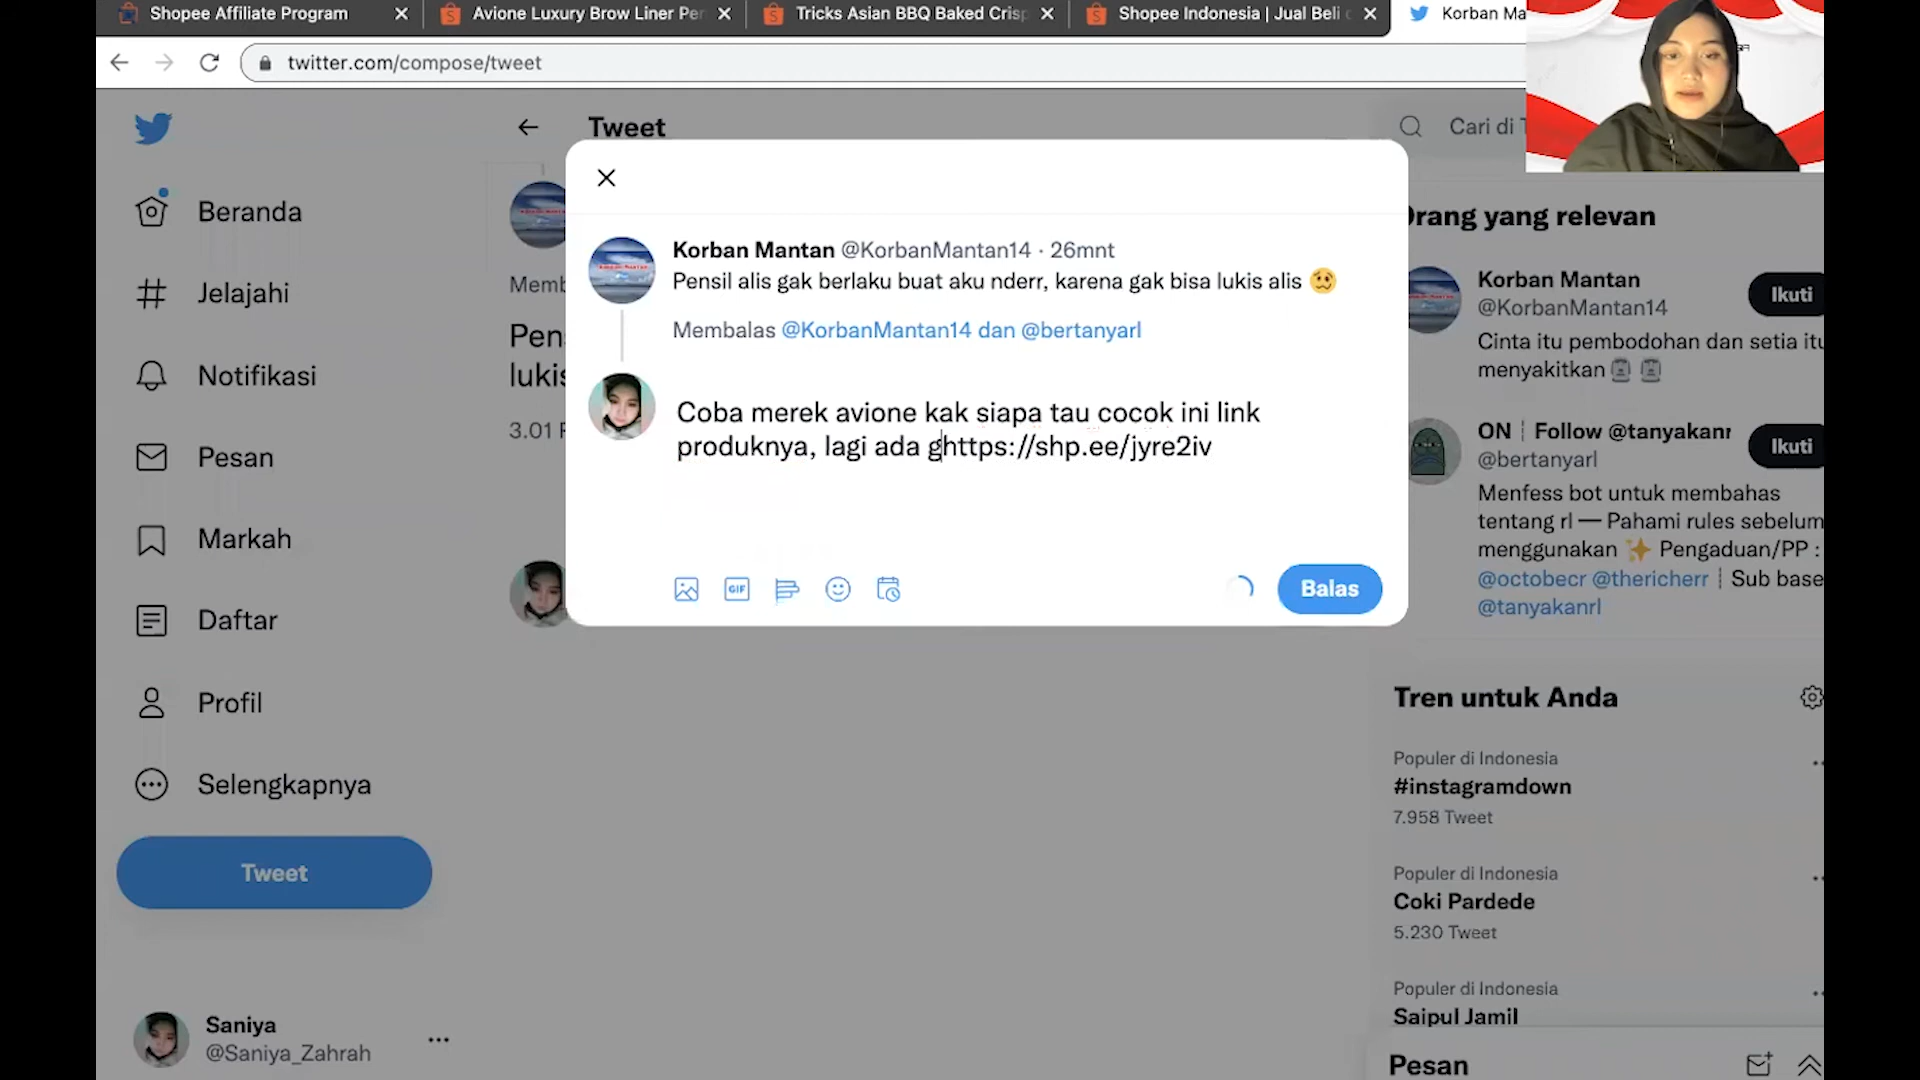 Shopee Affiliate Program
Avione Luxury Brow Liner Per
Tricks Asian BBQ Baked Crisp
Shopee Indonesia | Jual Beli
Korban Ma
twitter.com/compose/tweet
Tweet
Cari di T
Beranda
Jelajahi
Notifikasi
Pesan
Markah
Daftar
Profil
Selengkapnya
Tweet
Saniya
@Saniya_Zahrah
Memb
Pens
lukis
3.01 F
Korban Mantan @KorbanMantan14 · 26mnt
Pensil alis gak berlaku buat aku nderr, karena gak bisa lukis alis 🥴
Membalas @KorbanMantan14 dan @bertanyarl
Coba merek avione kak siapa tau cocok ini link
produknya, lagi ada ghttps://shp.ee/jyre2iv
GIF
Balas
Orang yang relevan
Korban Mantan
@KorbanMantan14
Ikuti
Cinta itu pembodohan dan setia itu
menyakitkan
ON | Follow @tanyakanr
@bertanyarl
Ikuti
Menfess bot untuk membahas
tentang rl — Pahami rules sebelum
menggunakan ✨ Pengaduan/PP :
@octobecr @thericherr | Sub base
@tanyakanrl
Tren untuk Anda
Populer di Indonesia
#instagramdown
7.958 Tweet
Populer di Indonesia
Coki Pardede
5.230 Tweet
Populer di Indonesia
Saipul Jamil
Pesan